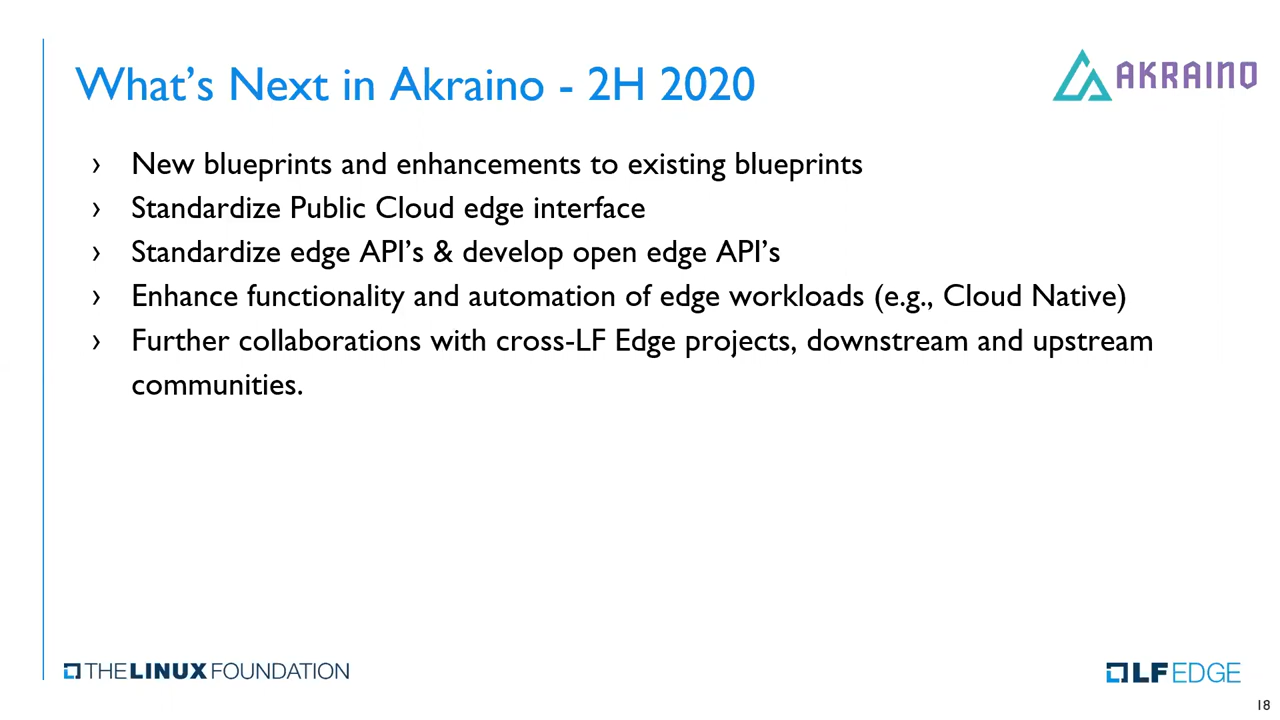 What's Next in Akraino - 2H 2020
AKRAINO
› New blueprints and enhancements to existing blueprints
› Standardize Public Cloud edge interface
› Standardize edge API's & develop open edge API's
› Enhance functionality and automation of edge workloads (e.g., Cloud Native)
› Further collaborations with cross-LF Edge projects, downstream and upstream
communities.
THE LINUX FOUNDATION
LF EDGE
18